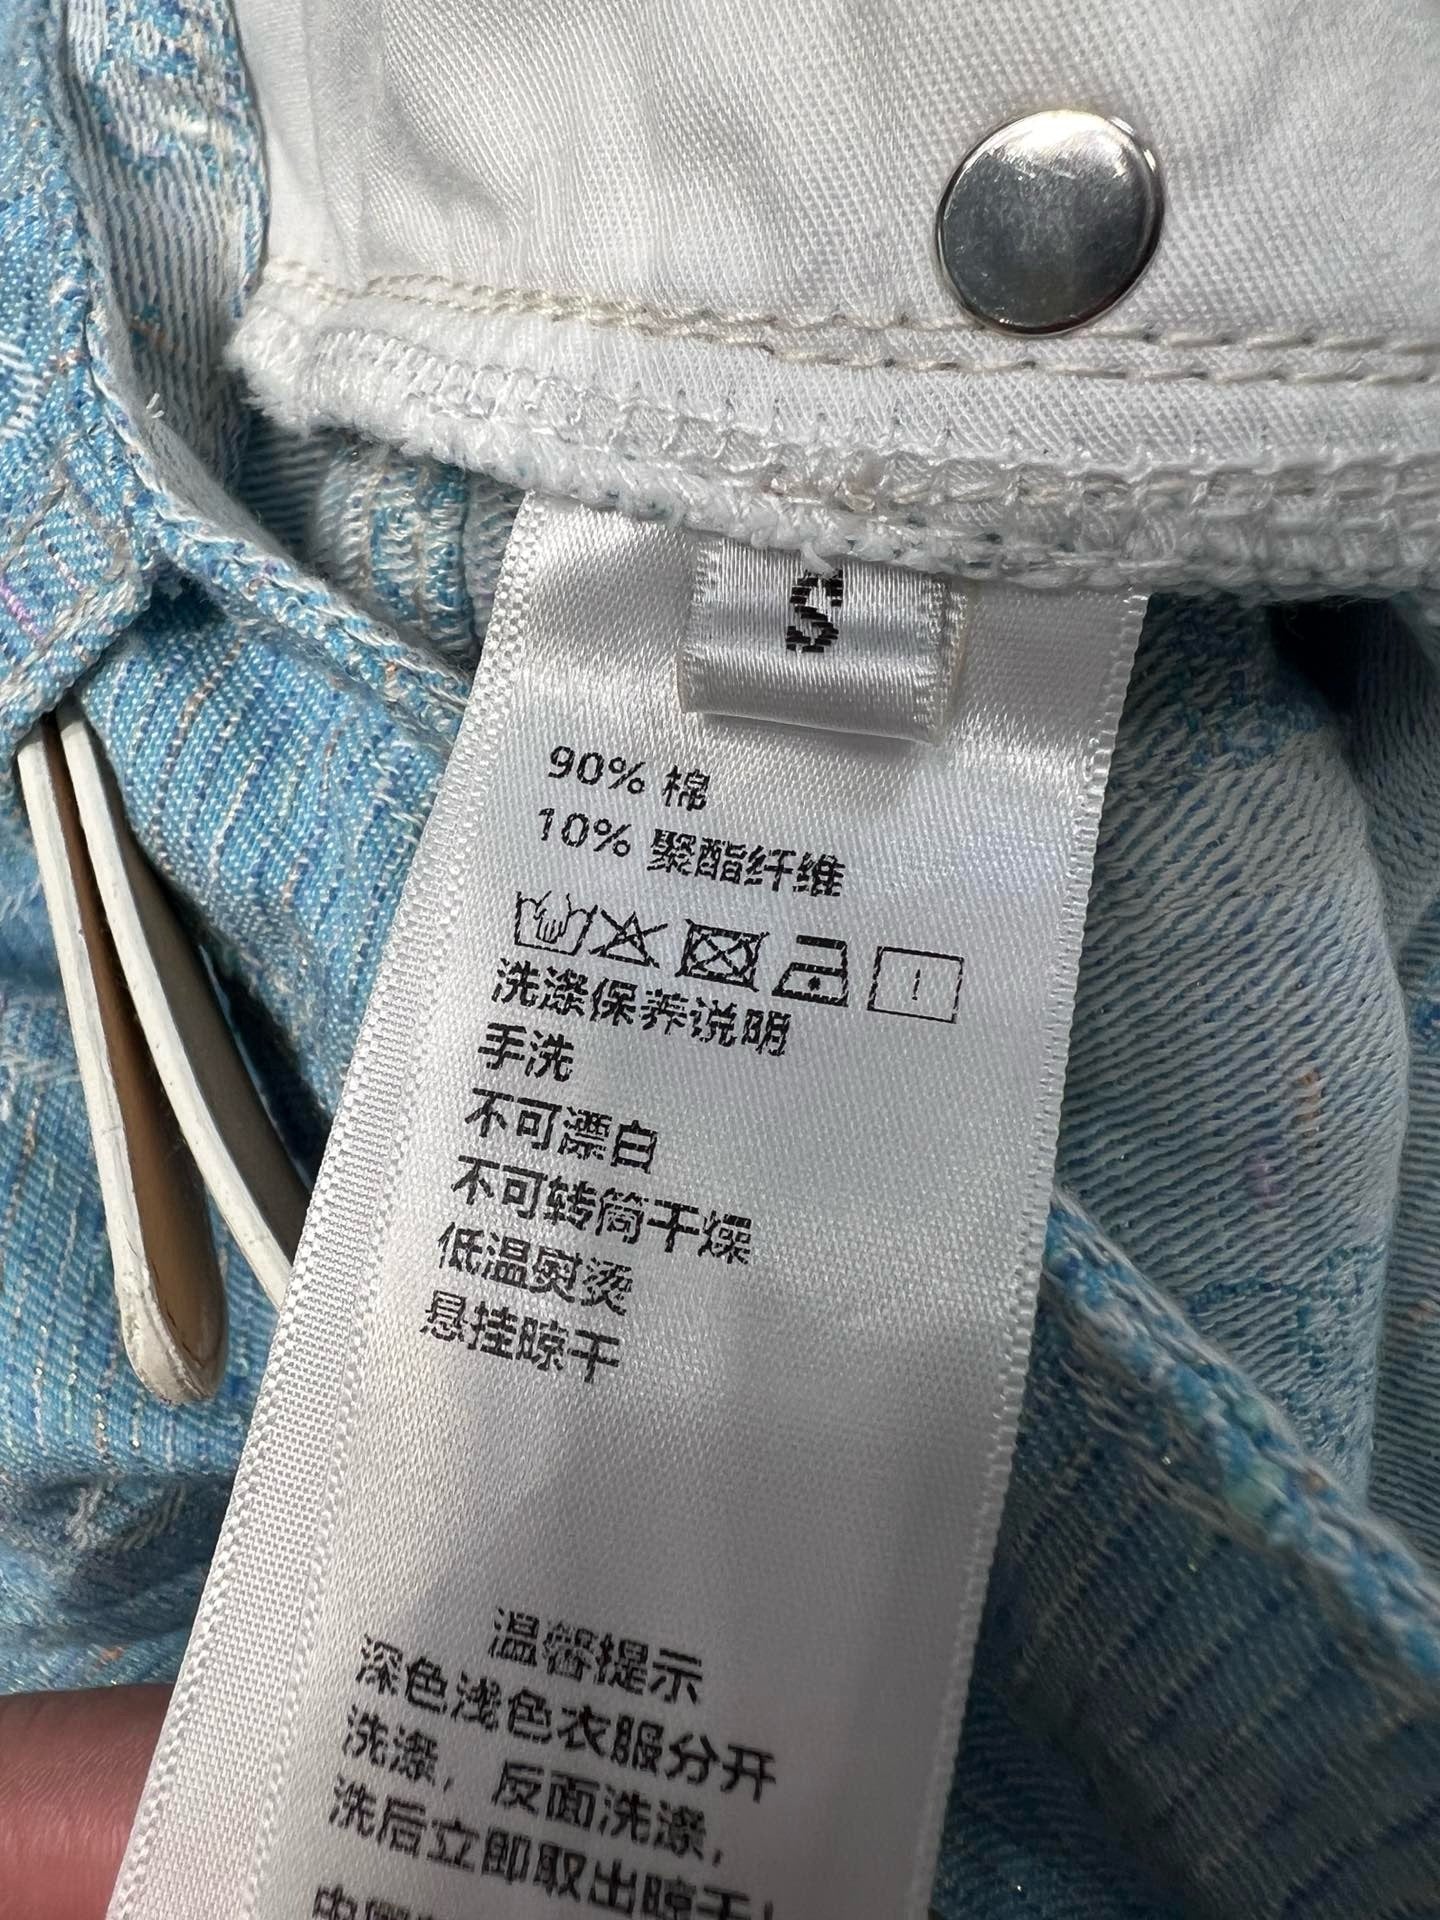 S
90% 棉
10% 聚酯纤维
洗涤保养说明
手洗
不可漂白
不可转筒干燥
低温熨烫
悬挂晾干
温馨提示
深色浅色衣服分开
洗涤，反面洗涤，
洗后立即取出晾干!